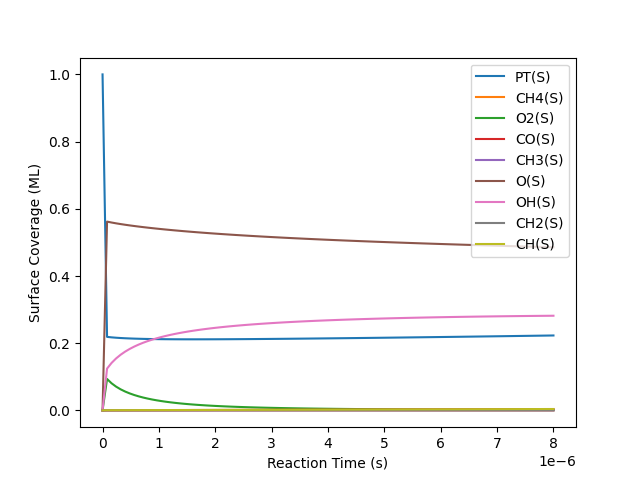 1.0
0.8
0.6
0.4
0.2
0.0
Surface Coverage (ML)
PT(S)
CH4(S)
O2(S)
CO(S)
CH3(S)
O(S)
OH(S)
CH2(S)
CH(S)
0 1 2 3 4 5 6 7 8
1e−6
Reaction Time (s)